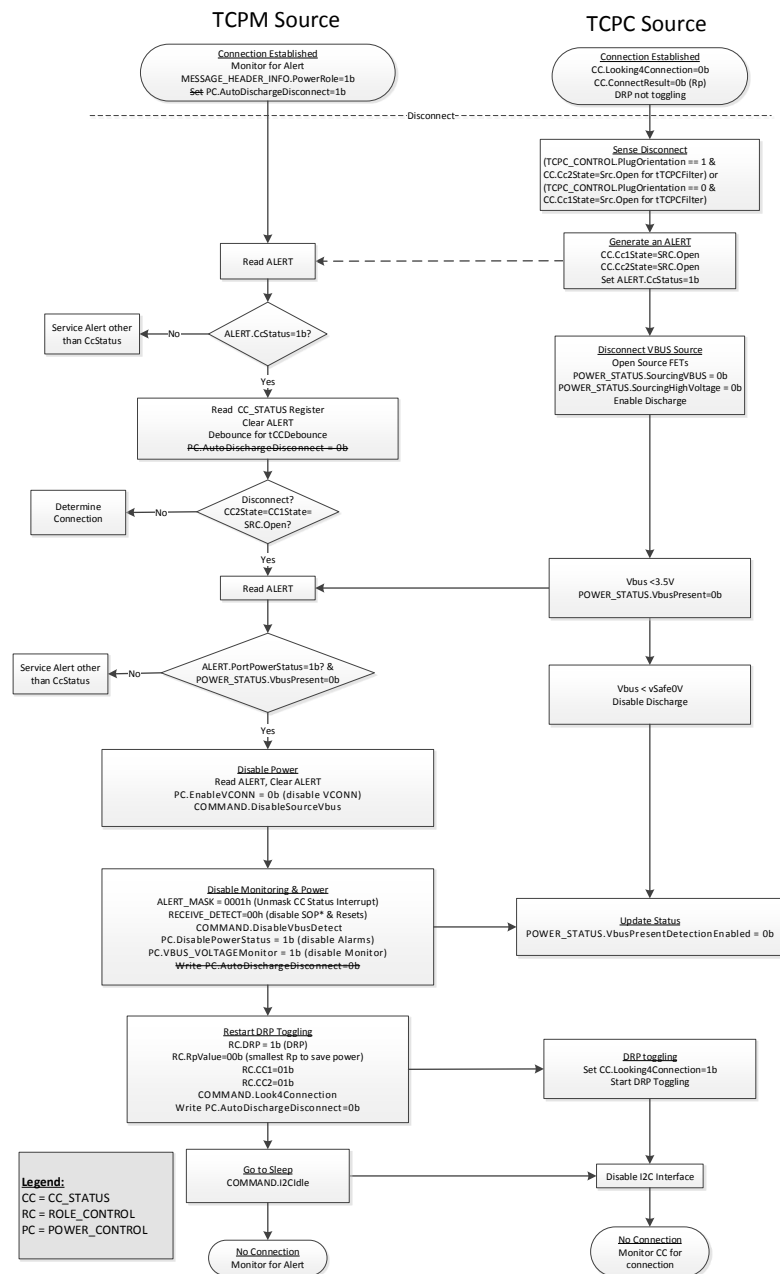 TCPM Source
TCPC Source
Connection Established
Monitor for Alert
MESSAGE_HEADER_INFO.PowerRole=1b
Set PC.AutoDischargeDisconnect=1b
Connection Established
CC.Looking4Connection=0b
CC.ConnectResult=0b (Rp)
DRP not toggling
Disconnect
Sense Disconnect
(TCPC_CONTROL.PlugOrientation == 1 &
CC.Cc2State=Src.Open for tTCPCFilter) or
(TCPC_CONTROL.PlugOrientation == 0 &
CC.Cc1State=Src.Open for tTCPCFilter)
Read ALERT
Generate an ALERT
CC.Cc1State=SRC.Open
CC.Cc2State=SRC.Open
Set ALERT.CcStatus=1b
Service Alert other
than CcStatus
No
ALERT.CcStatus=1b?
Yes
Disconnect VBUS Source
Open Source FETs
POWER_STATUS.SourcingVBUS = 0b
POWER_STATUS.SourcingHighVoltage = 0b
Enable Discharge
Read CC_STATUS Register
Clear ALERT
Debounce for tCCDebounce
PC.AutoDischargeDisconnect = 0b
Determine
Connection
No
Disconnect?
CC2State=CC1State=
SRC.Open?
Yes
Read ALERT
Vbus <3.5V
POWER_STATUS.VbusPresent=0b
Service Alert other
than CcStatus
No
ALERT.PortPowerStatus=1b? &
POWER_STATUS.VbusPresent=0b
Yes
Vbus < vSafe0V
Disable Discharge
Disable Power
Read ALERT, Clear ALERT
PC.EnableVCONN = 0b (disable VCONN)
COMMAND.DisableSourceVbus
Disable Monitoring & Power
ALERT_MASK = 0001h (Unmask CC Status Interrupt)
RECEIVE_DETECT=00h (disable SOP* & Resets)
COMMAND.DisableVbusDetect
PC.DisablePowerStatus = 1b (disable Alarms)
PC.VBUS_VOLTAGEMonitor = 1b (disable Monitor)
Write PC.AutoDischargeDisconnect=0b
Update Status
POWER_STATUS.VbusPresentDetectionEnabled = 0b
Restart DRP Toggling
RC.DRP = 1b (DRP)
RC.RpValue=00b (smallest Rp to save power)
RC.CC1=01b
RC.CC2=01b
COMMAND.Look4Connection
Write PC.AutoDischargeDisconnect=0b
DRP toggling
Set CC.Looking4Connection=1b
Start DRP Toggling
Go to Sleep
COMMAND.I2CIdle
Disable I2C Interface
Legend:
CC = CC_STATUS
RC = ROLE_CONTROL
PC = POWER_CONTROL
No Connection
Monitor for Alert
No Connection
Monitor CC for
connection